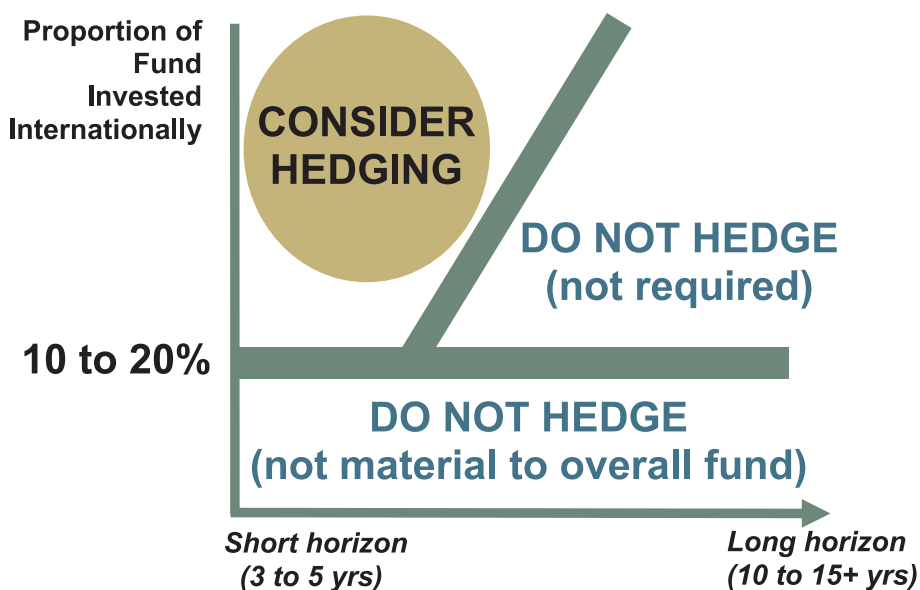 Proportion of
Fund
Invested
Internationally
CONSIDER
HEDGING
DO NOT HEDGE
(not required)
10 to 20%
DO NOT HEDGE
(not material to overall fund)
Short horizon
(3 to 5 yrs)
Long horizon
(10 to 15+ yrs)